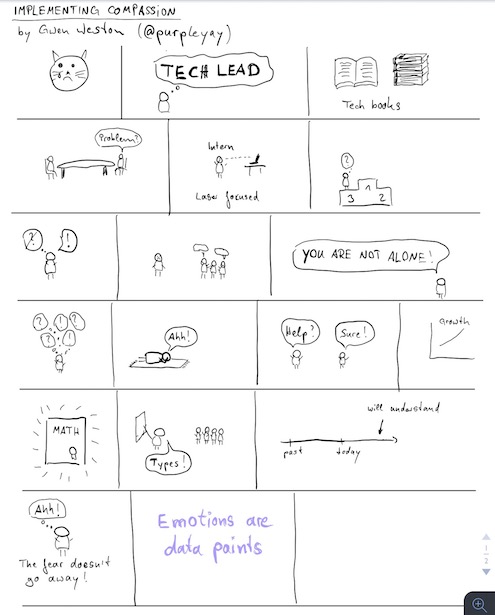 IMPLEMENTING COMPASSION
by Gwen Weston (@purpleyay)
TECH LEAD
Tech books
Problem?
Intern
Laser focused
?
1
3 2
? !
YOU ARE NOT ALONE!
? ! ?
? !
Ahh!
Help?
Sure!
Growth
MATH
Types!
will understand
past today
Ahh!
The fear doesn't
go away!
Emotions are
data points
1
2